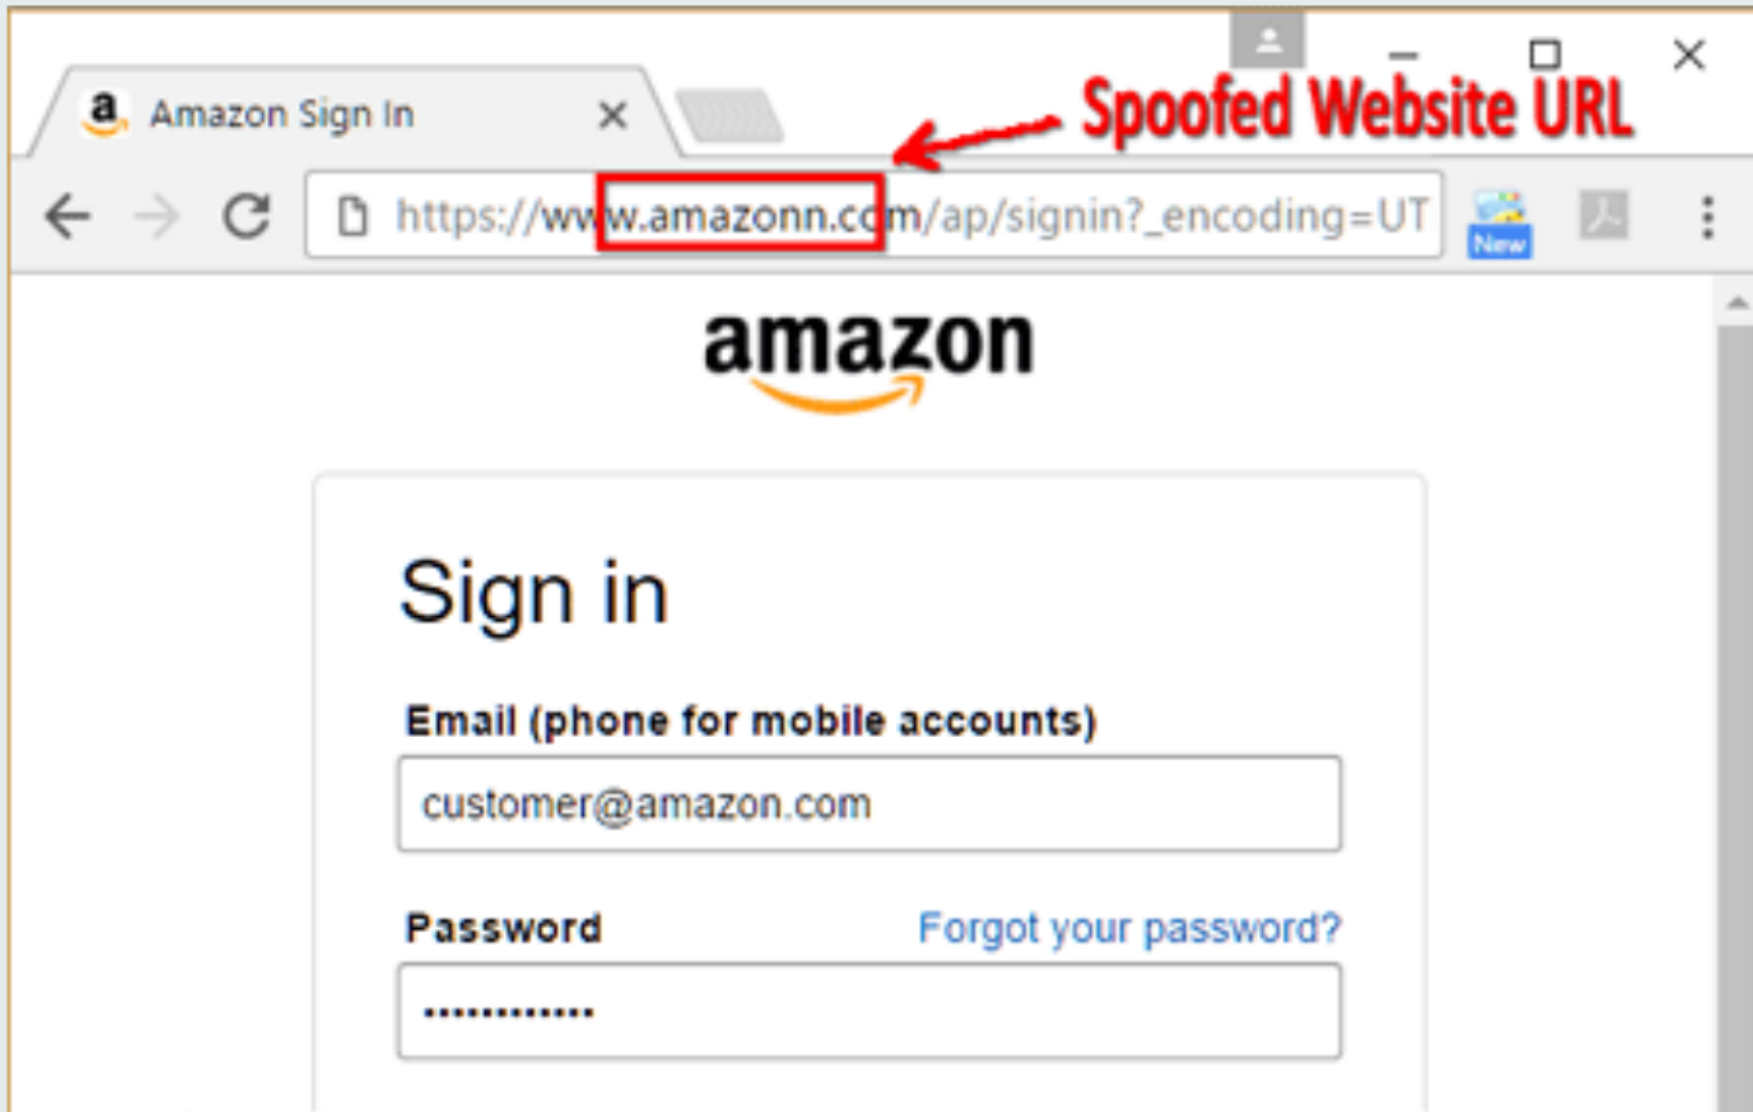 Amazon Sign In
Spoofed Website URL
https://www.amazonn.com/ap/signin?_encoding=UT
New
amazon
Sign in
Email (phone for mobile accounts)
customer@amazon.com
Password Forgot your password?
••••••••••••